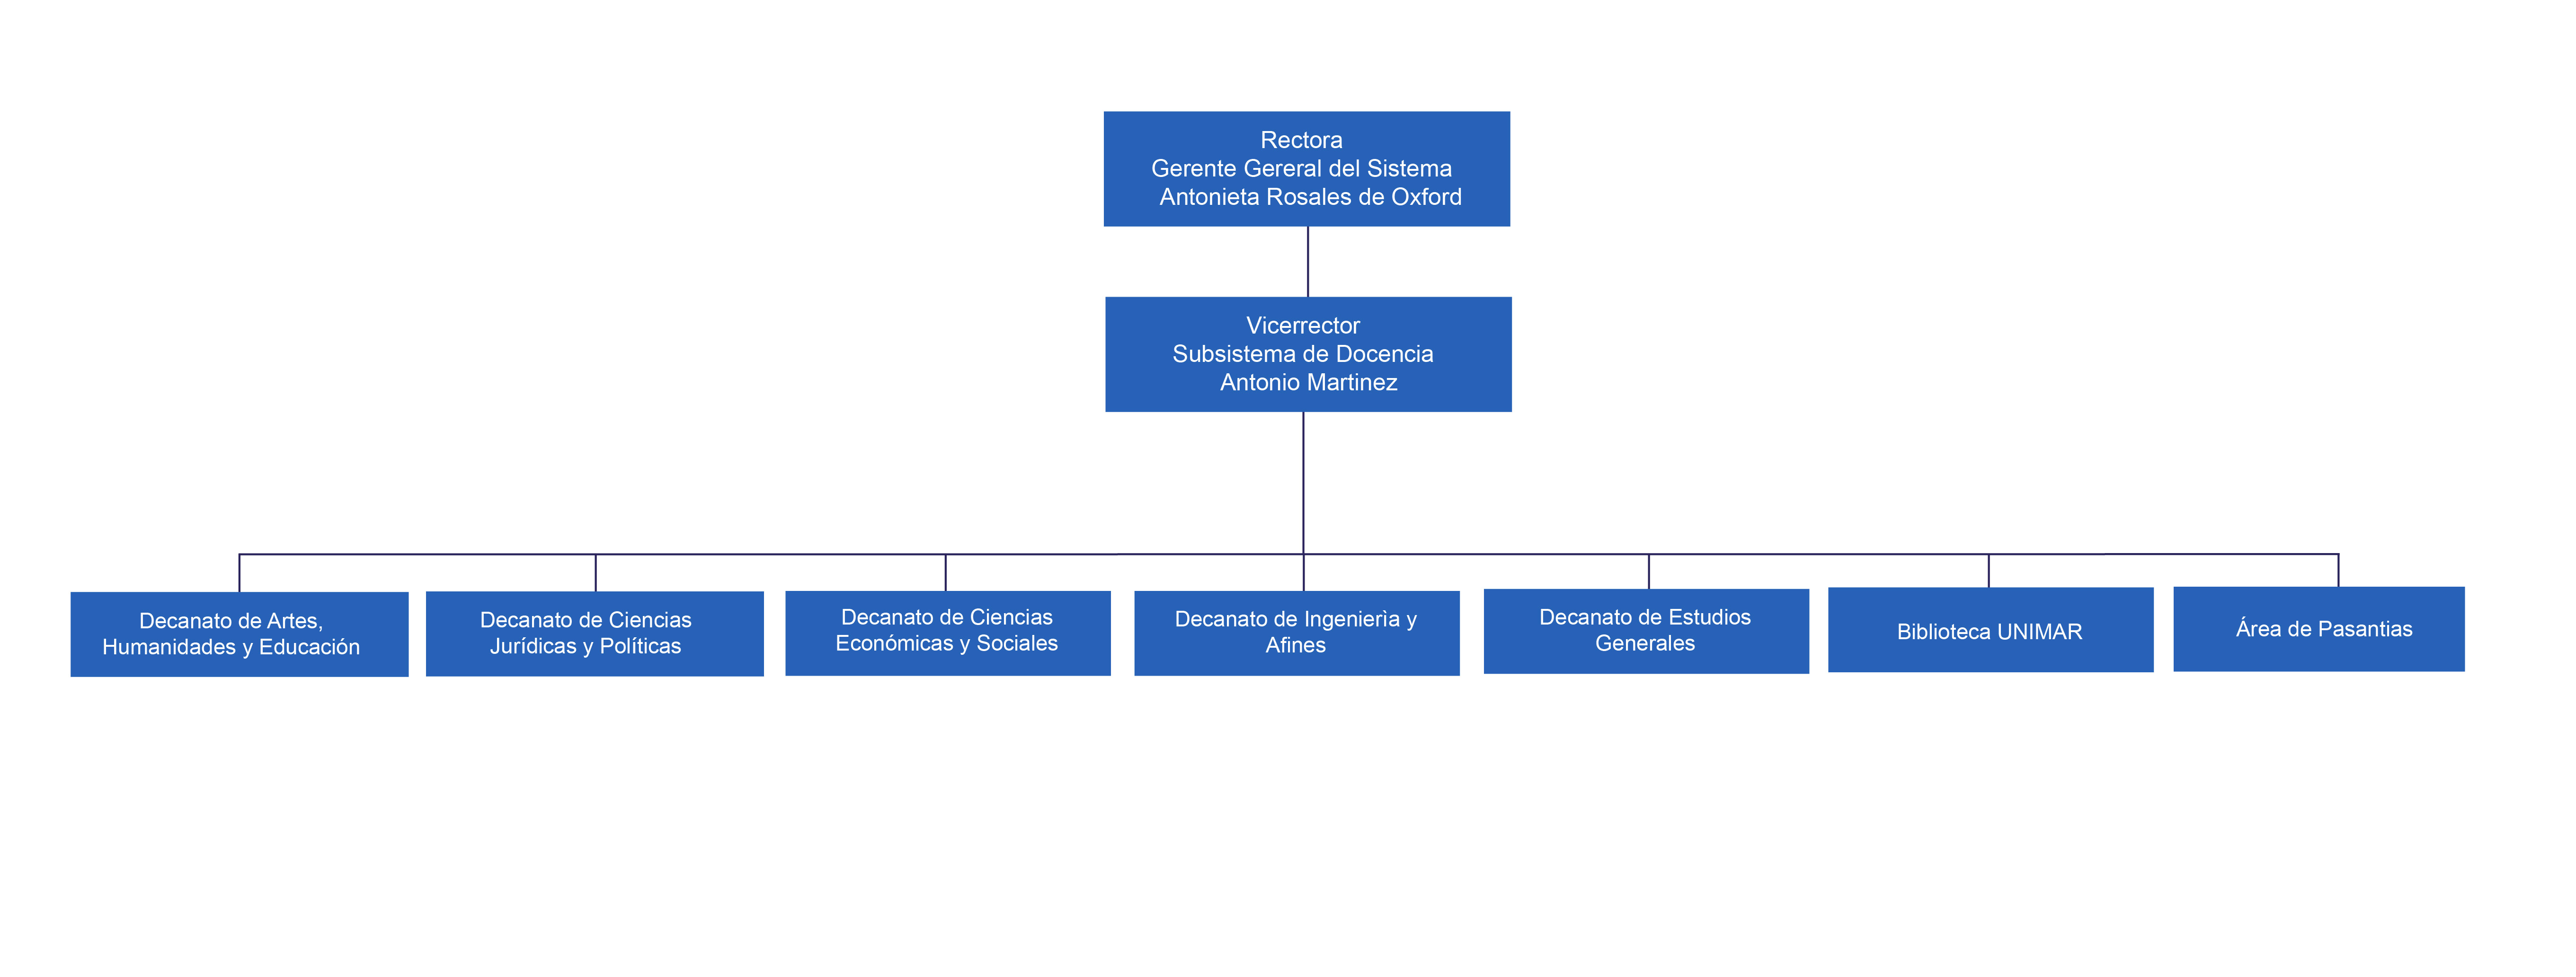 Rectora
Gerente Gereral del Sistema
Antonieta Rosales de Oxford
Vicerrector
Subsistema de Docencia
Antonio Martinez
Decanato de Artes,
Humanidades y Educación
Decanato de Ciencias
Jurídicas y Políticas
Decanato de Ciencias
Económicas y Sociales
Decanato de Ingenierìa y
Afines
Decanato de Estudios
Generales
Biblioteca UNIMAR
Área de Pasantias